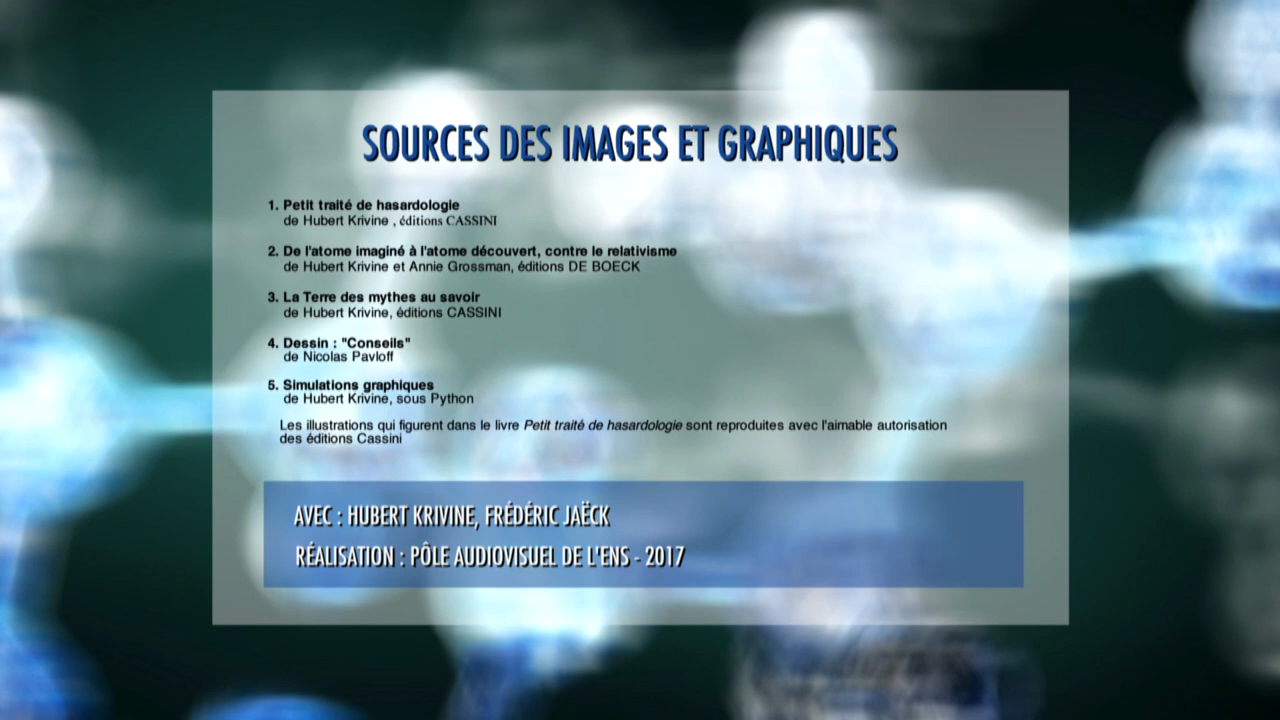 SOURCES DES IMAGES ET GRAPHIQUES
1. Petit traité de hasardologie
de Hubert Krivine , éditions CASSINI
2. De l'atome imaginé à l'atome découvert, contre le relativisme
de Hubert Krivine et Annie Grossman, éditions DE BOECK
3. La Terre des mythes au savoir
de Hubert Krivine, éditions CASSINI
4. Dessin : "Conseils"
de Nicolas Pavloff
5. Simulations graphiques
de Hubert Krivine, sous Python
Les illustrations qui figurent dans le livre Petit traité de hasardologie sont reproduites avec l'aimable autorisation
des éditions Cassini
AVEC : HUBERT KRIVINE, FRÉDÉRIC JAËCK
RÉALISATION : PÔLE AUDIOVISUEL DE L'ENS - 2017